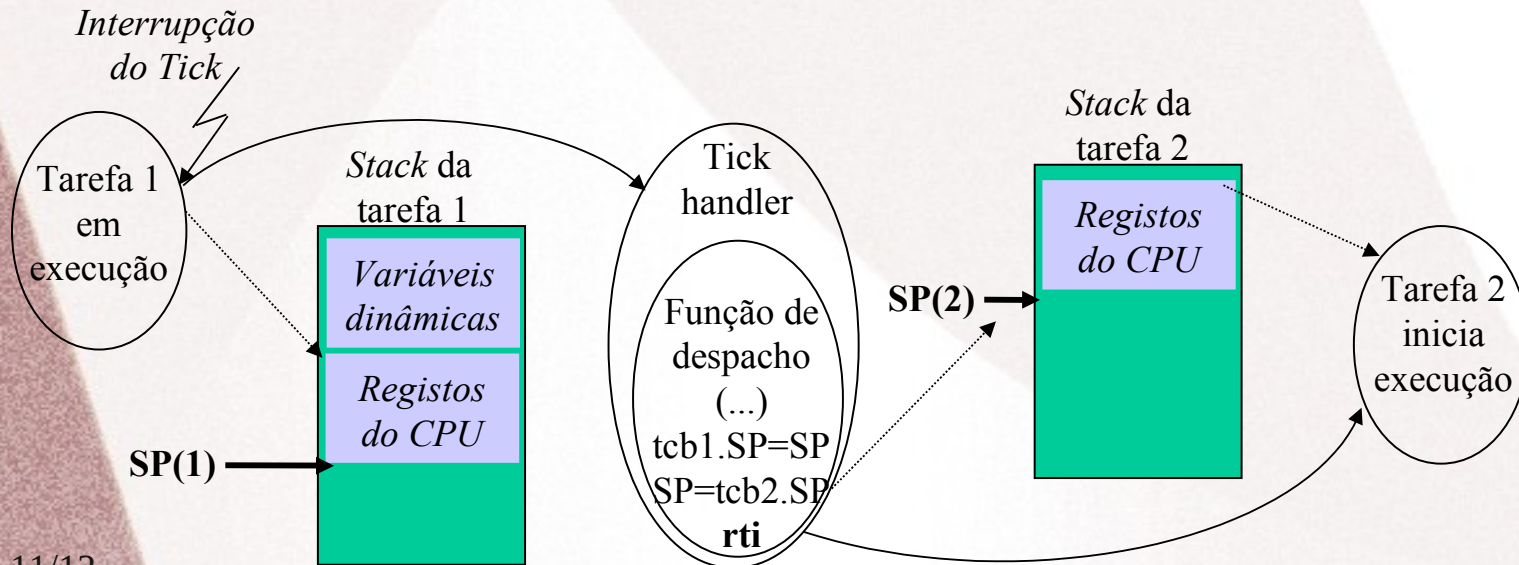 Interrupção
do Tick
Tarefa 1
em
execução
Stack da
tarefa 1
Variáveis
dinâmicas
Registos
do CPU
SP(1)
Tick
handler
Função de
despacho
(...)
tcb1.SP=SP
SP=tcb2.SP
rti
Stack da
tarefa 2
Registos
do CPU
SP(2)
Tarefa 2
inicia
execução